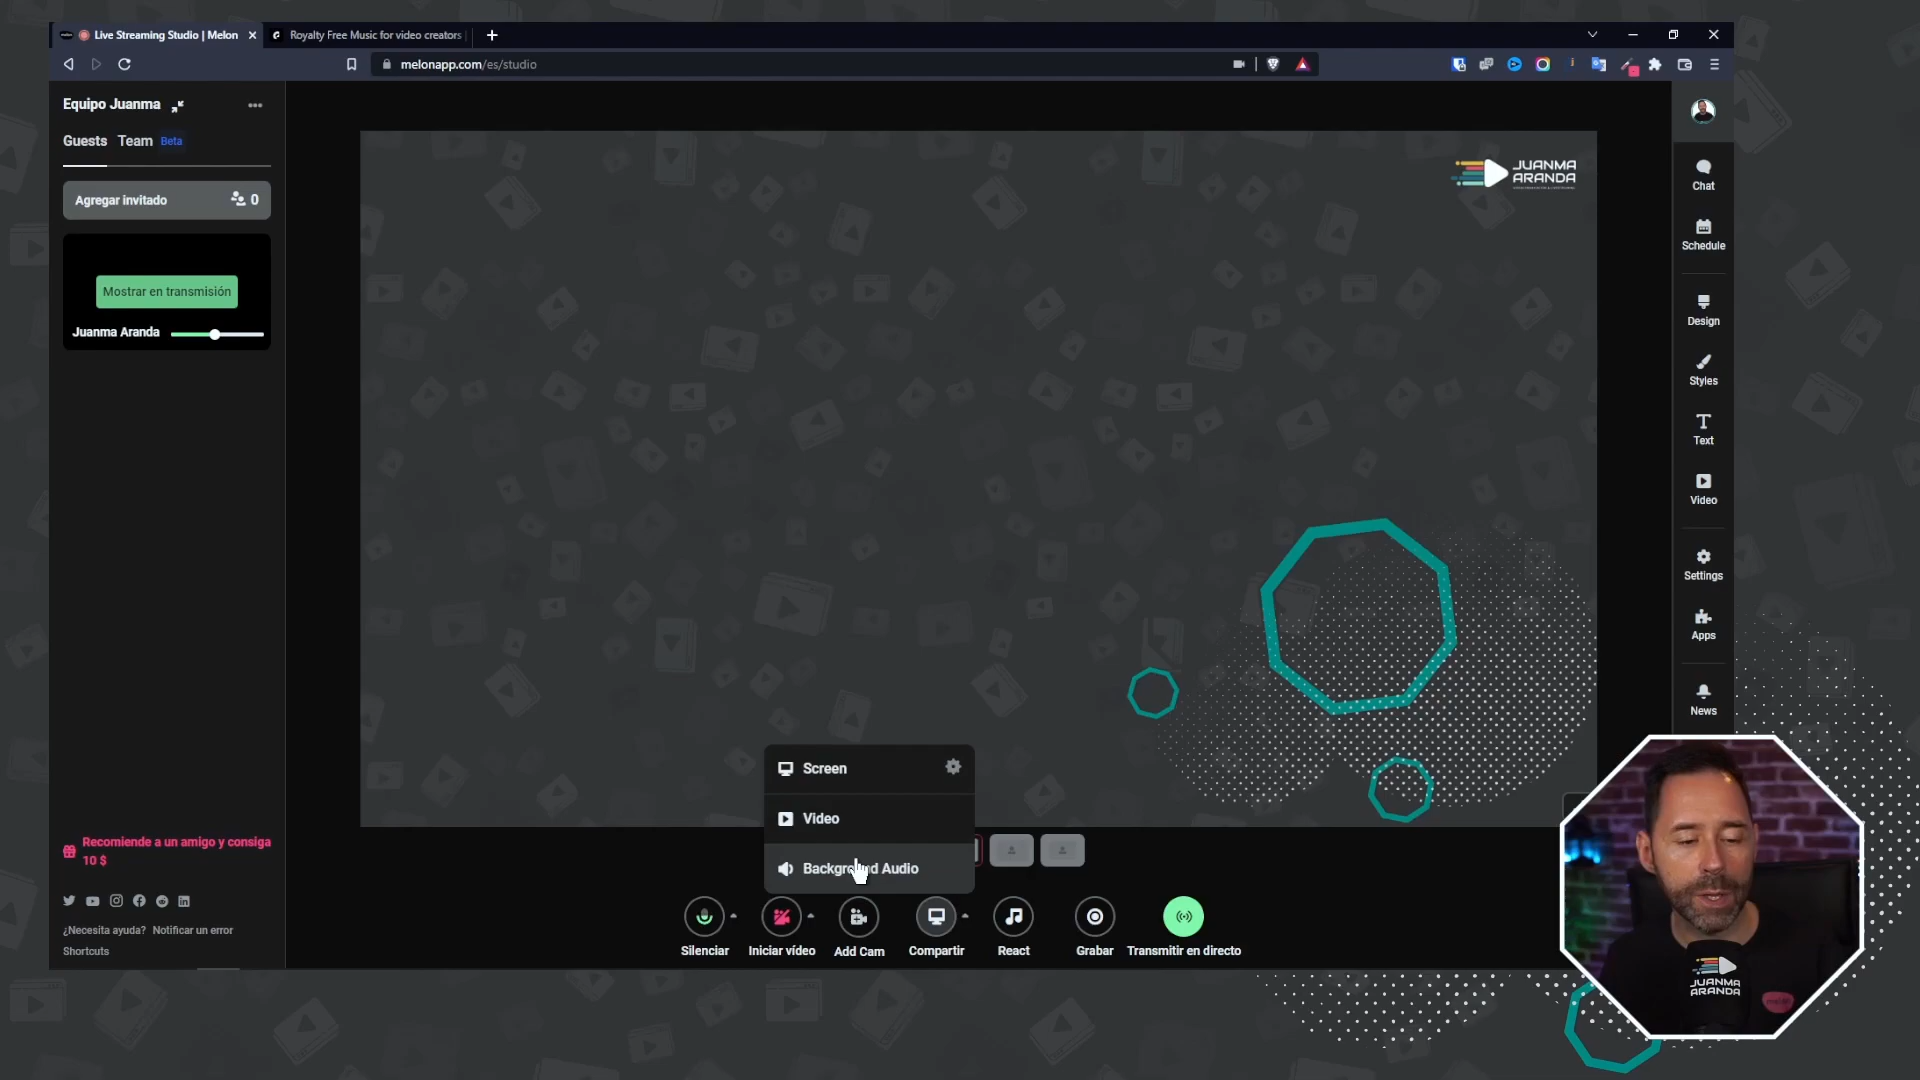 Live Streaming Studio | Melon
Royalty Free Music for video creators
melonapp.com/es/studio
Equipo Juanma
Guests Team Beta
Agregar invitado 0
Mostrar en transmisión
Juanma Aranda
Recomiende a un amigo y consiga
10 $
¿Necesita ayuda? Notificar un error
Shortcuts
JUANMA
ARANDA
Screen
Video
Background Audio
Silenciar
Iniciar vídeo
Add Cam
Compartir
React
Grabar
Transmitir en directo
Chat
Schedule
Design
Styles
Text
Video
Settings
Apps
News
JUANMA
ARANDA